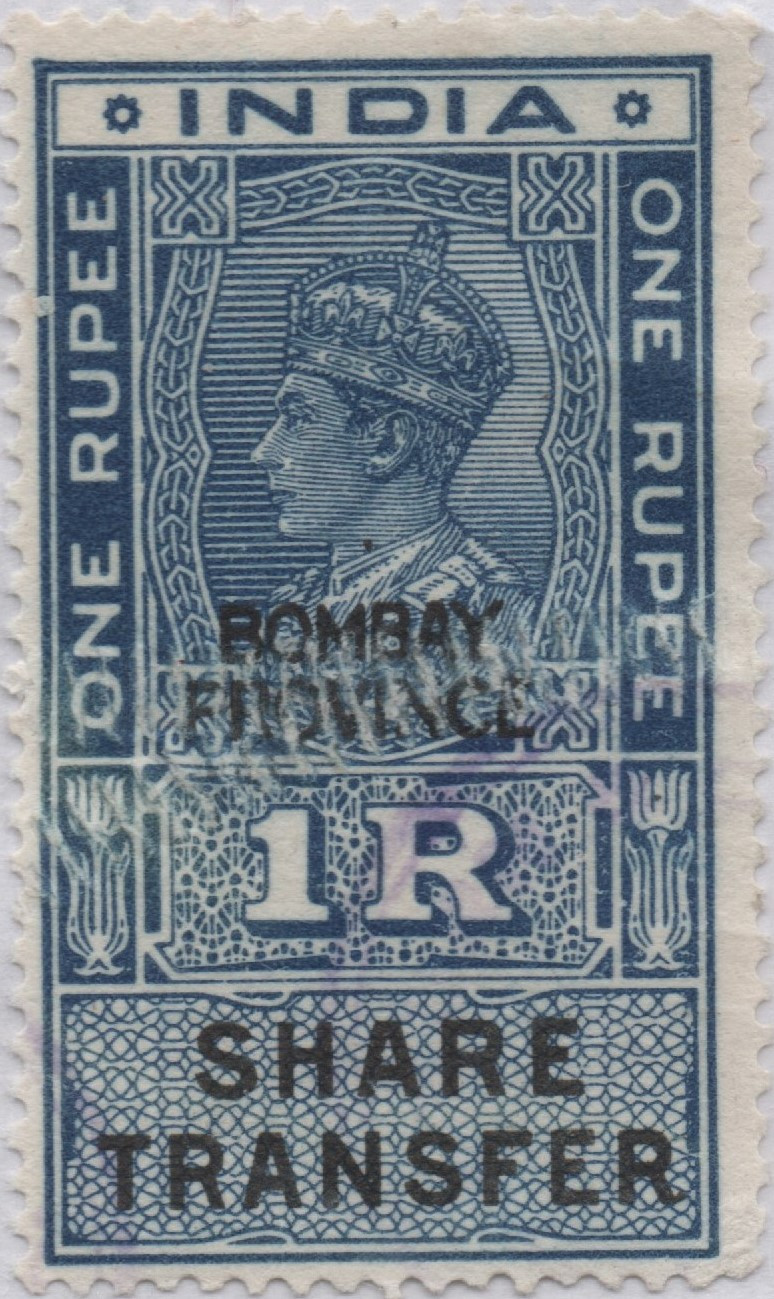 INDIA
ONE RUPEE
ONE RUPEE
BOMBAY
PROVINCE
1R
SHARE
TRANSFER